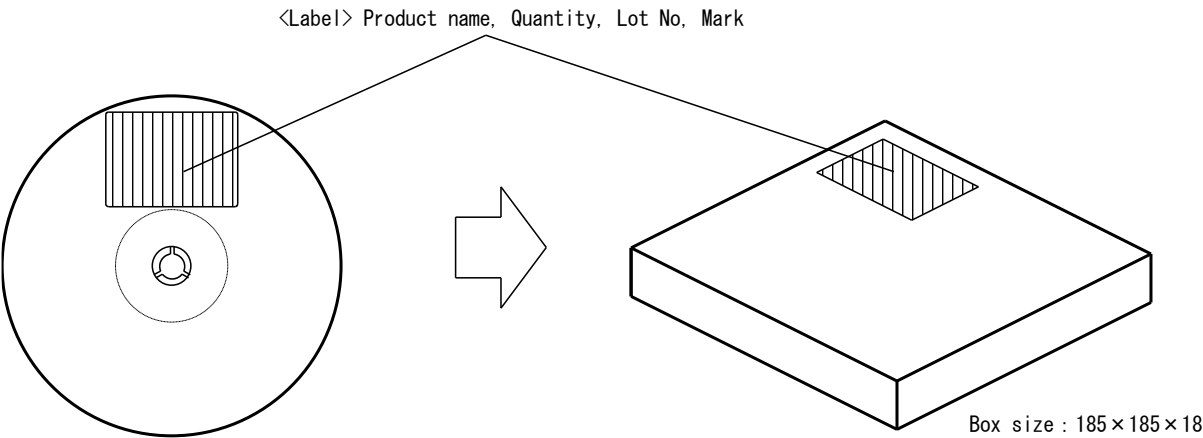 <Label> Product name, Quantity, Lot No, Mark
Box size : 185×185×18